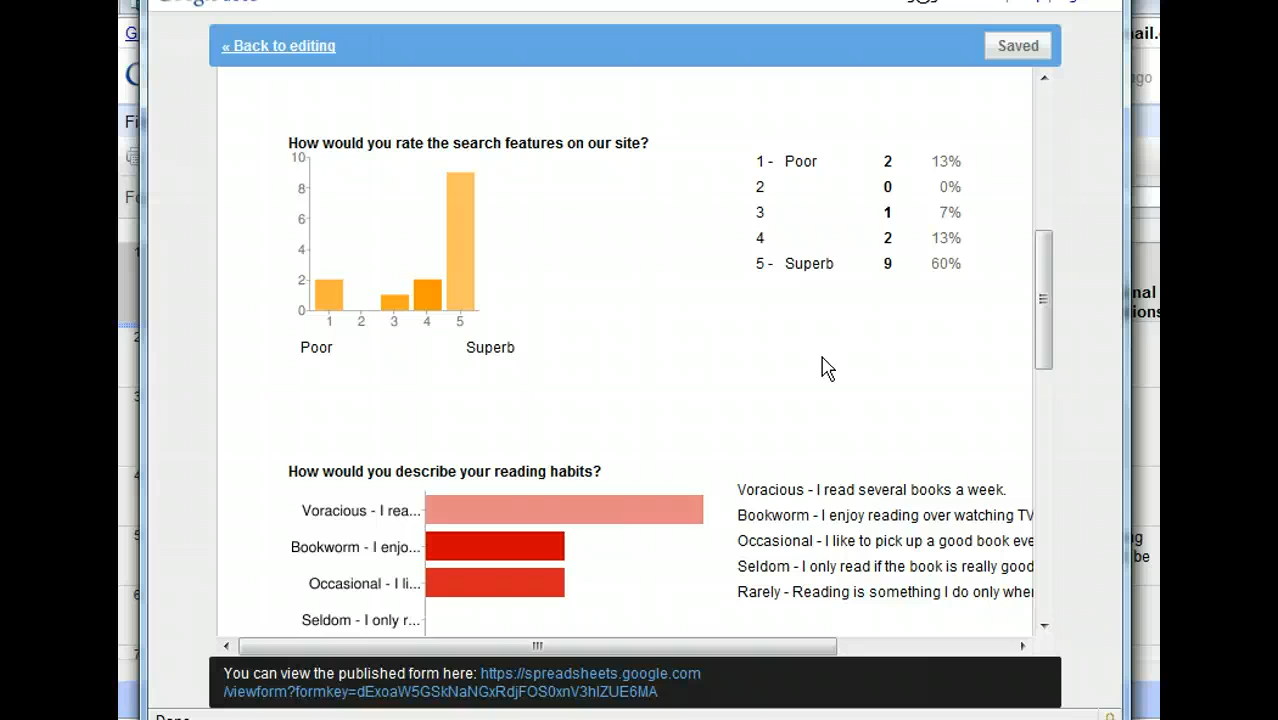 « Back to editing
Saved
How would you rate the search features on our site?
10
8
6
4
2
0
1 2 3 4 5
Poor Superb
1 - Poor 2 13%
2 0 0%
3 1 7%
4 2 13%
5 - Superb 9 60%
How would you describe your reading habits?
Voracious - I rea...
Bookworm - I enjo...
Occasional - I li...
Seldom - I only r...
Voracious - I read several books a week.
Bookworm - I enjoy reading over watching TV
Occasional - I like to pick up a good book eve
Seldom - I only read if the book is really good
Rarely - Reading is something I do only when
You can view the published form here: https://spreadsheets.google.com
/viewform?formkey=dExoaW5GSkNaNGxRdjFOS0xnV3hIZUE6MA